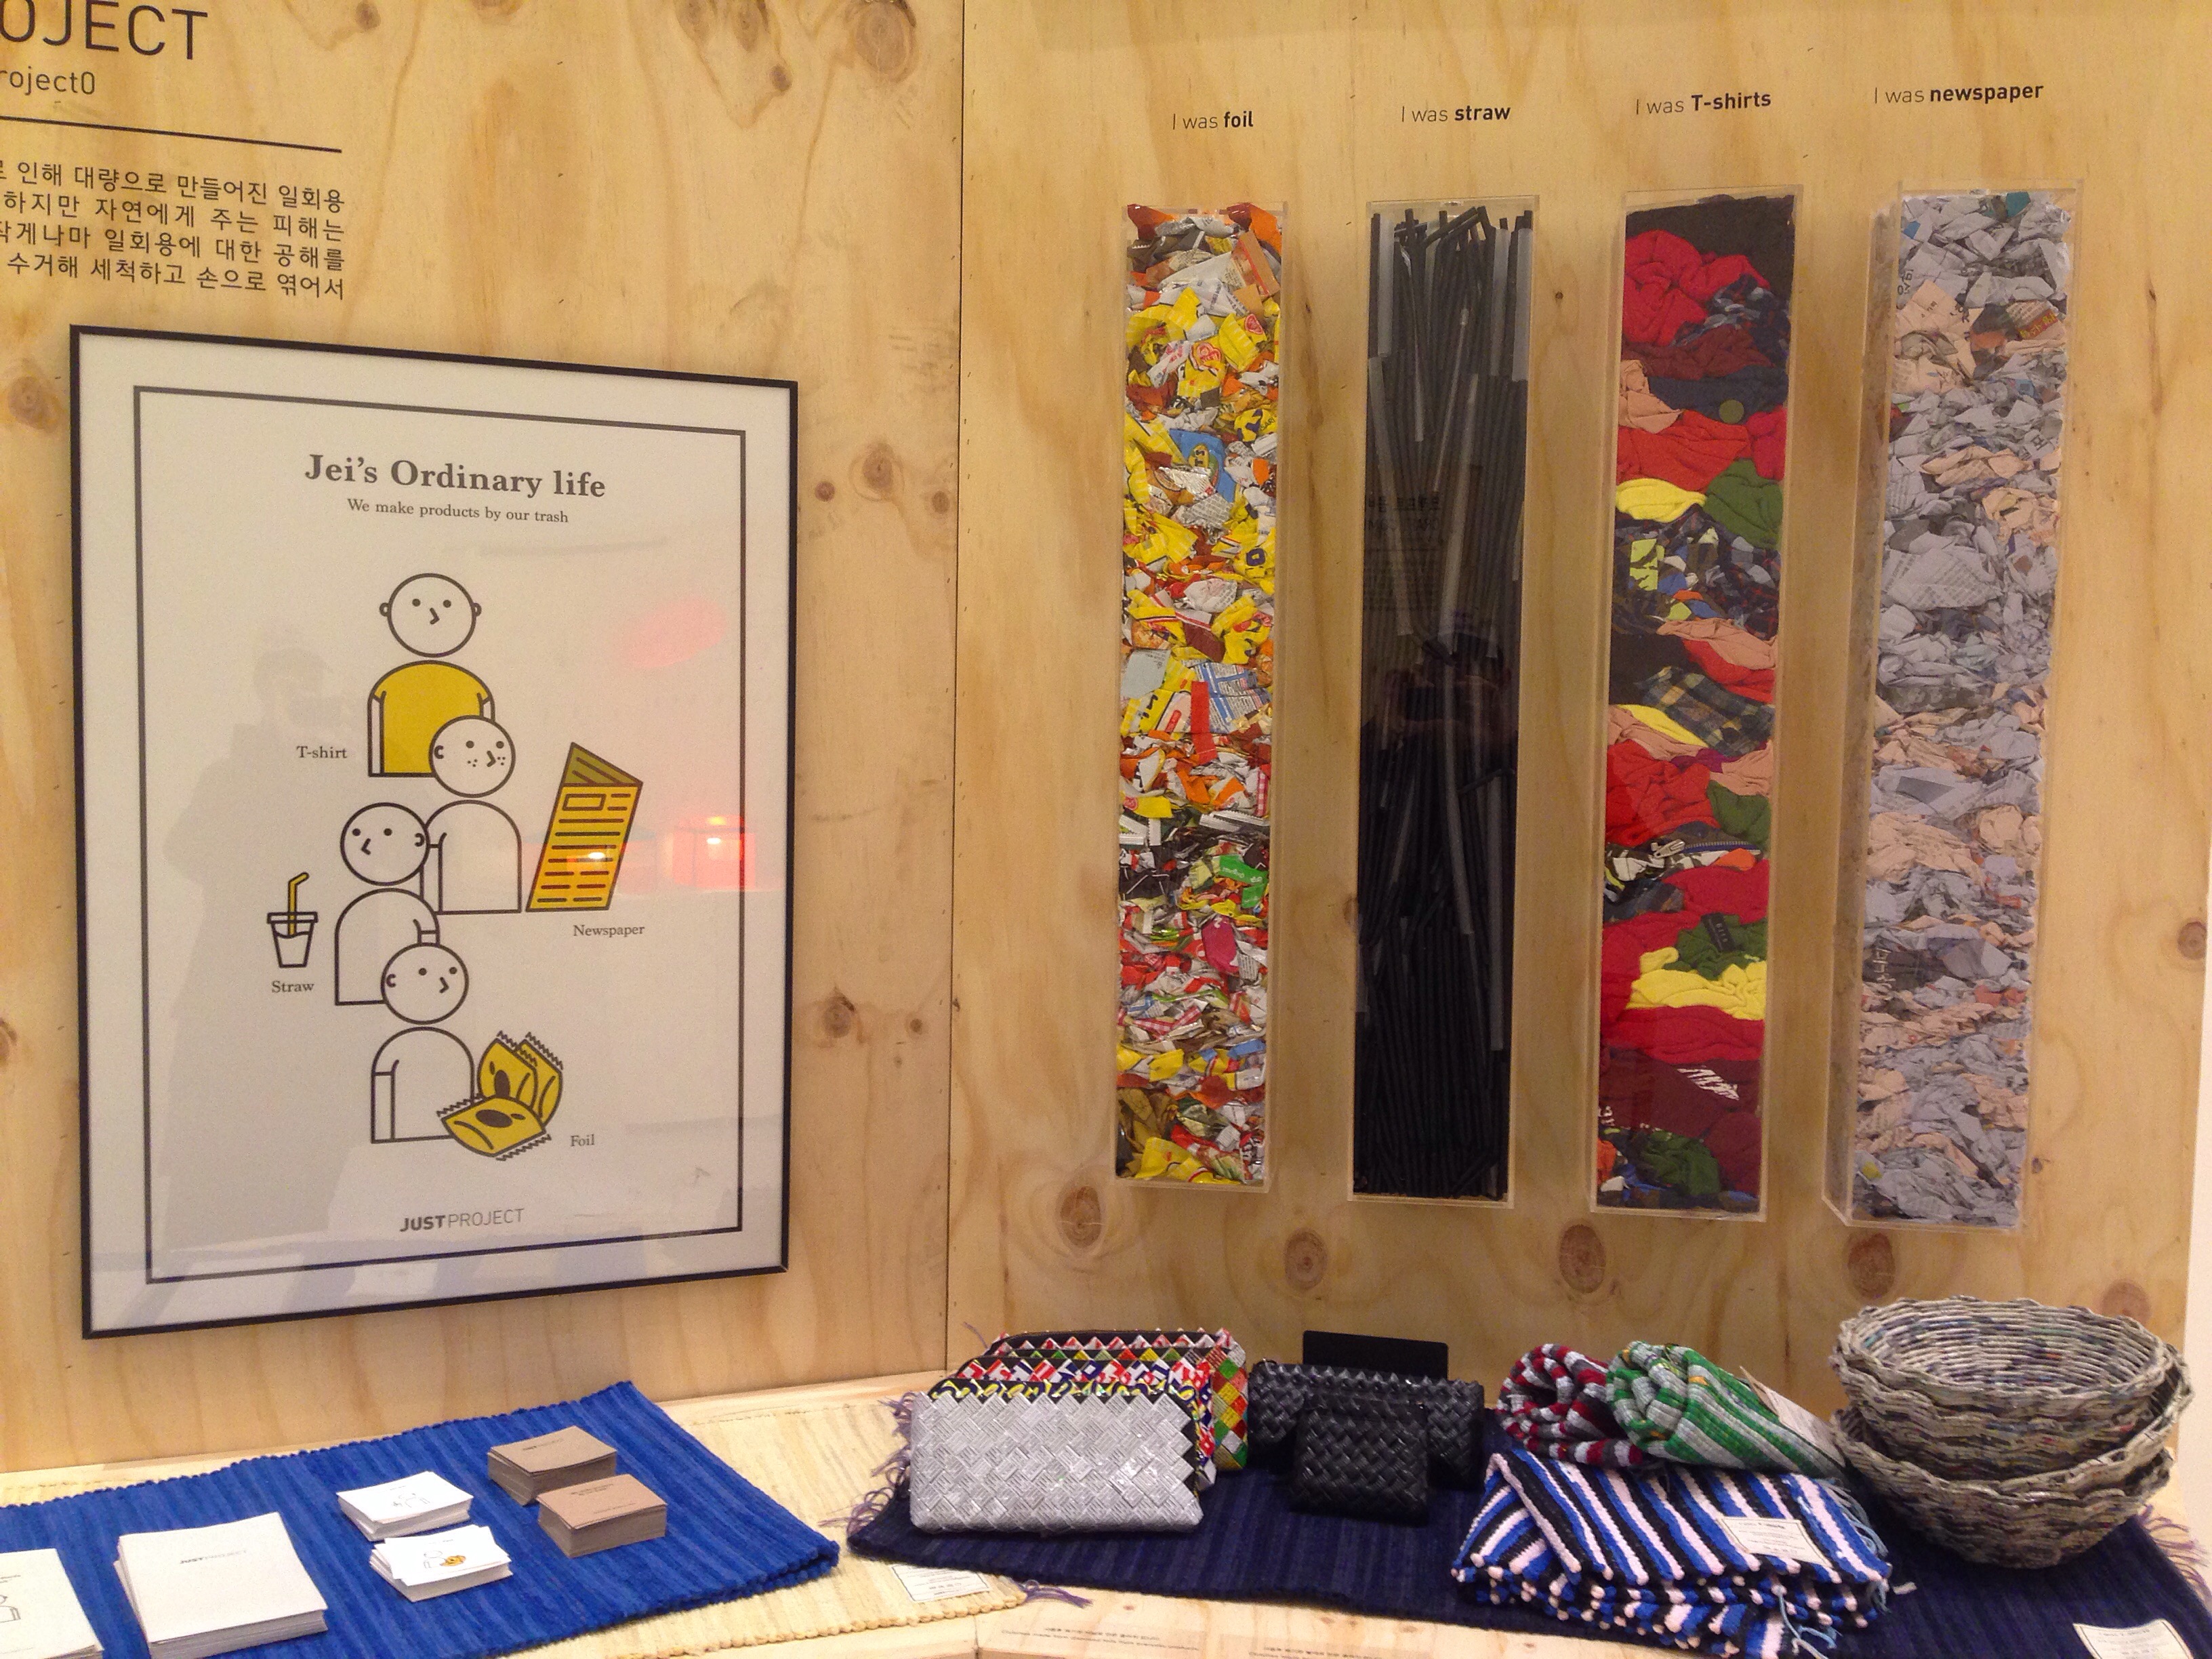 OJECT
roject0
로 인해 대량으로 만들어진 일회용
하지만 자연에게 주는 피해는
작게나마 일회용에 대한 공해를
수거해 세척하고 손으로 엮어서
I was foil
I was straw
I was T-shirts
I was newspaper
Jei's Ordinary life
We make products by our trash
T-shirt
Newspaper
Straw
Foil
JUSTPROJECT
JUSTPROJECT